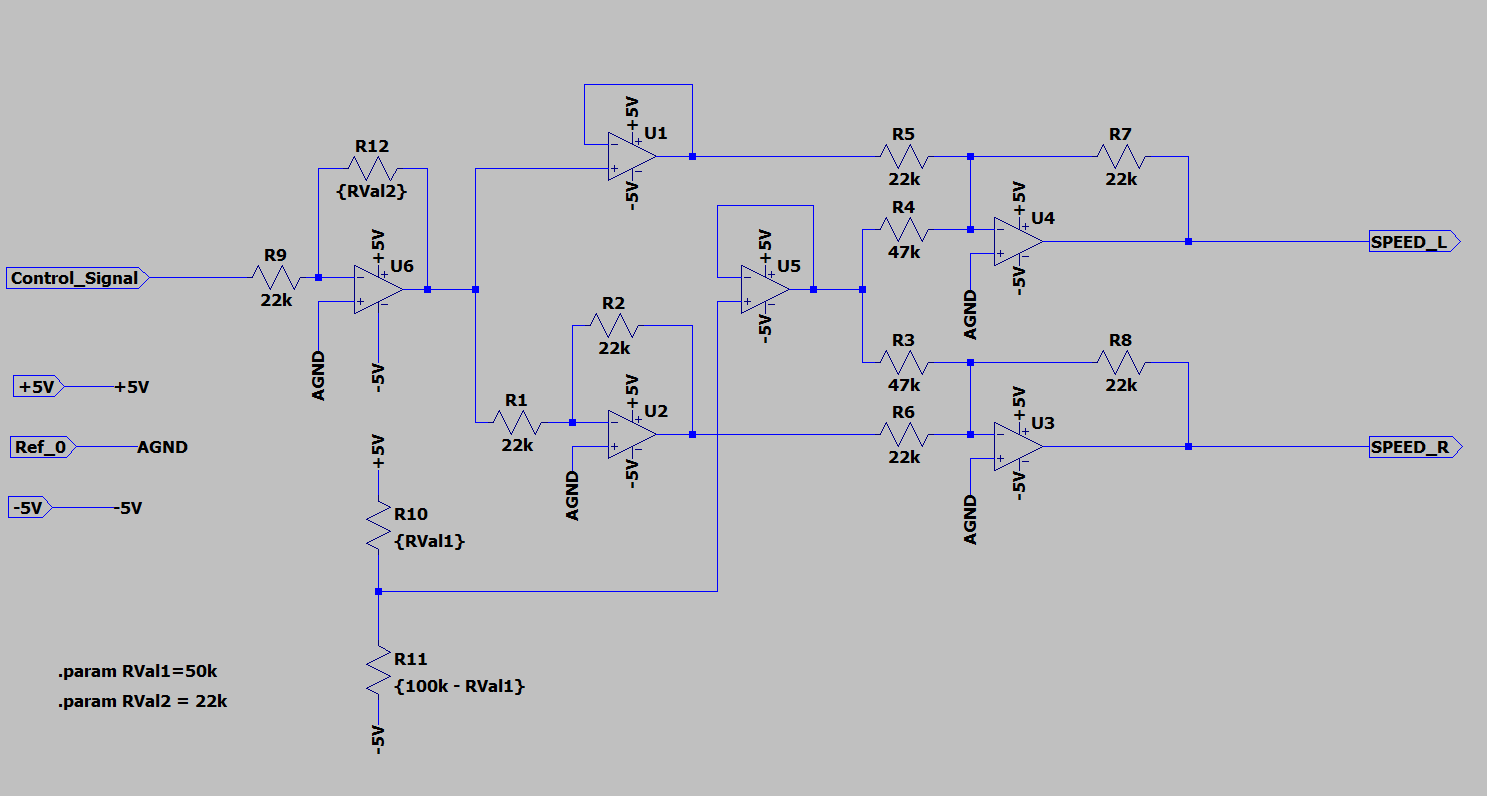 +5V
U1
-5V
R5
22k
R7
22k
R12
{RVal2}
+5V
U6
-5V
AGND
R9
22k
Control_Signal
R4
47k
+5V
U4
-5V
AGND
SPEED_L
+5V
U5
-5V
R2
22k
R1
22k
+5V
U2
-5V
AGND
R3
47k
R8
22k
R6
22k
+5V
U3
-5V
AGND
SPEED_R
+5V
+5V
Ref_0
AGND
-5V
-5V
+5V
R10
{RVal1}
R11
{100k - RVal1}
-5V
.param RVal1=50k
.param RVal2 = 22k